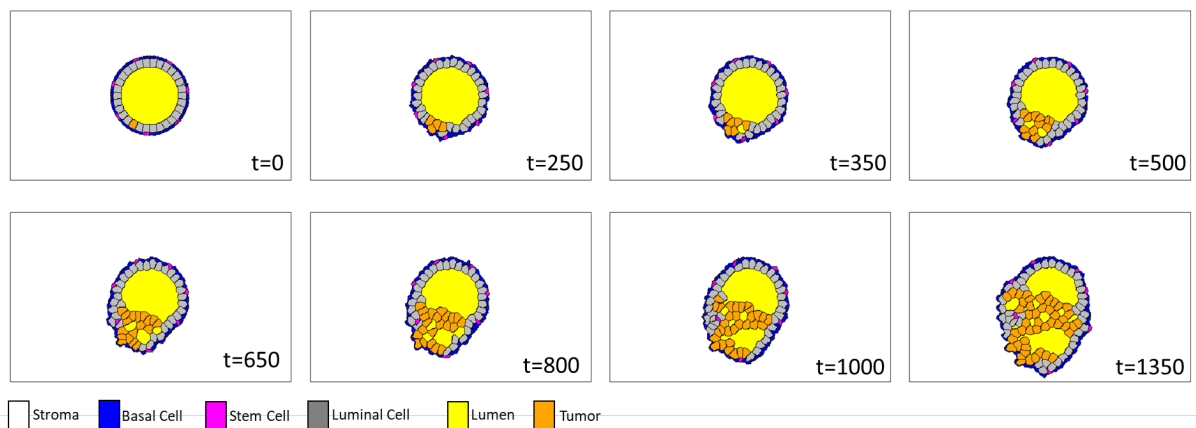 t=0
t=250
t=350
t=500
t=650
t=800
t=1000
t=1350
Stroma Basal Cell Stem Cell Luminal Cell Lumen Tumor